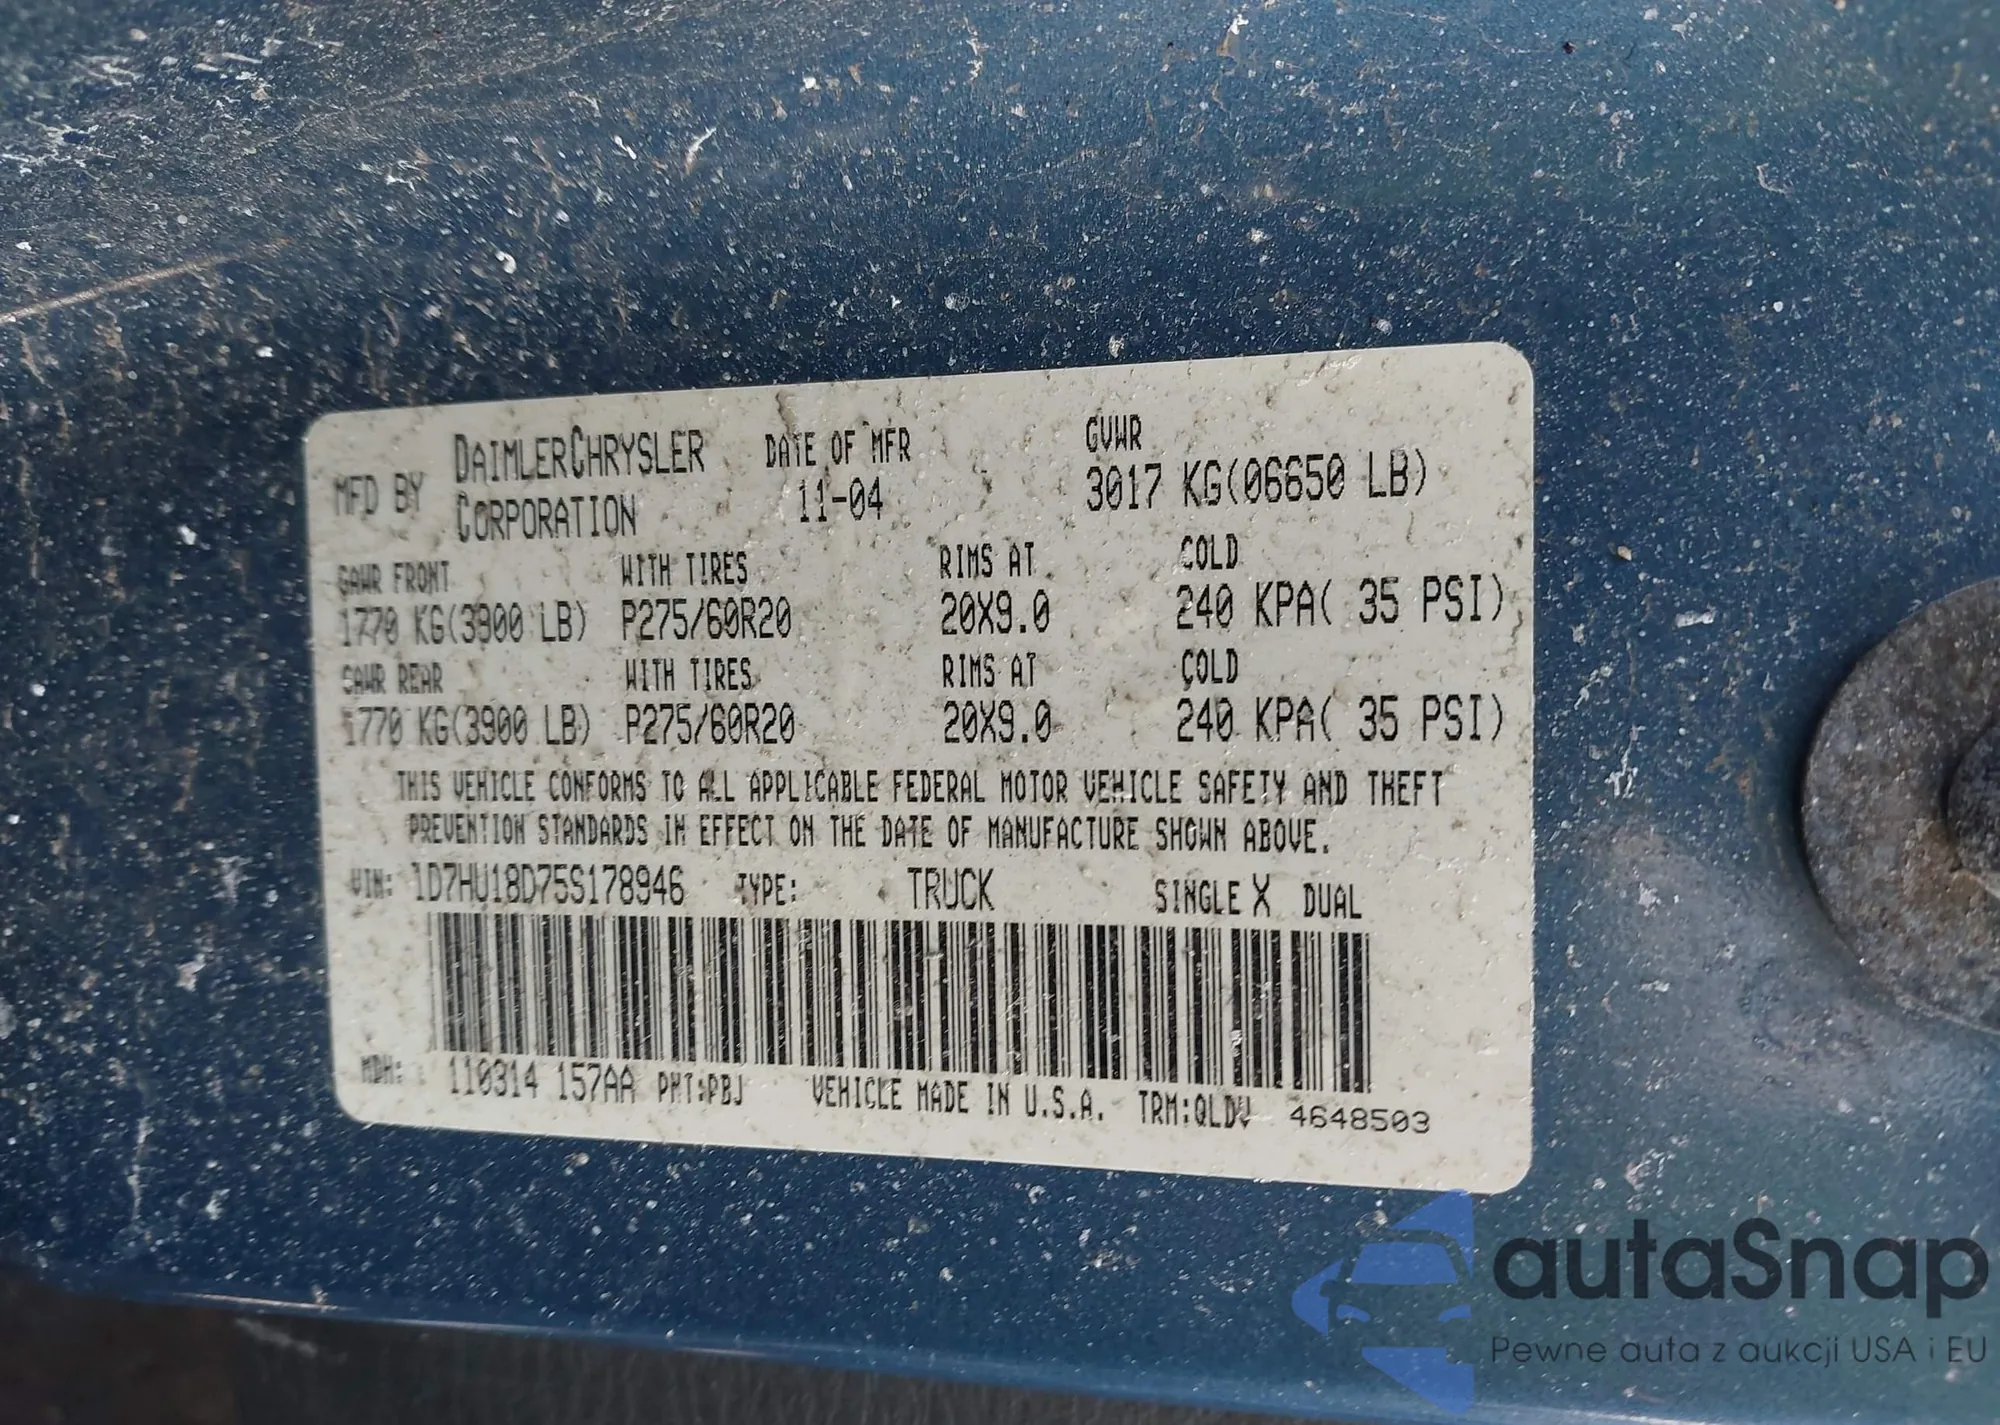 MFD BY DAIMLERCHRYSLER CORPORATION DATE OF MFR 11-04 GVWR 3017 KG(06650 LB)
GAWR FRONT WITH TIRES RIMS AT COLD
1770 KG(3900 LB) P275/60R20 20X9.0 240 KPA( 35 PSI)
GAWR REAR WITH TIRES RIMS AT COLD
1770 KG(3900 LB) P275/60R20 20X9.0 240 KPA( 35 PSI)
THIS VEHICLE CONFORMS TO ALL APPLICABLE FEDERAL MOTOR VEHICLE SAFETY AND THEFT
PREVENTION STANDARDS IN EFFECT ON THE DATE OF MANUFACTURE SHOWN ABOVE.
VIN: 1D7HU18D75S178946 TYPE: TRUCK SINGLE X DUAL
MDH: 110314 157AA PNT:PBJ VEHICLE MADE IN U.S.A. TRM:QLDV 4648503
autaSnap
Pewne auta z aukcji USA i EU